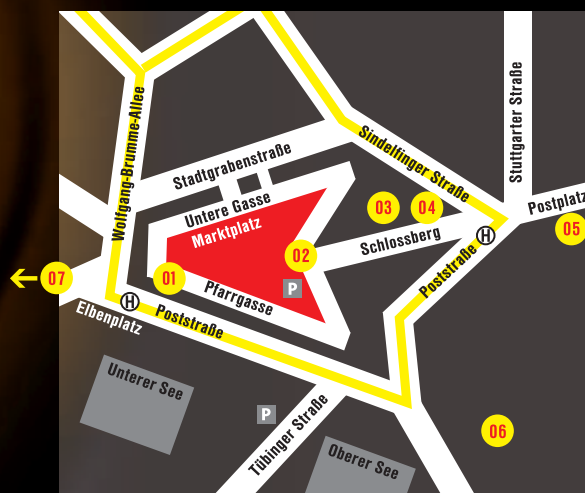 Stuttgarter Straße
Wolfgang-Brumme-Allee
Sindelfinger Straße
Stadtgrabenstraße
Untere Gasse
Marktplatz
03
04
Postplatz
05
Schlossberg
H
02
Poststraße
07
01
P
Pfarrgasse
H
Elbenplatz
Poststraße
Unterer See
P
Tübinger Straße
06
Oberer See